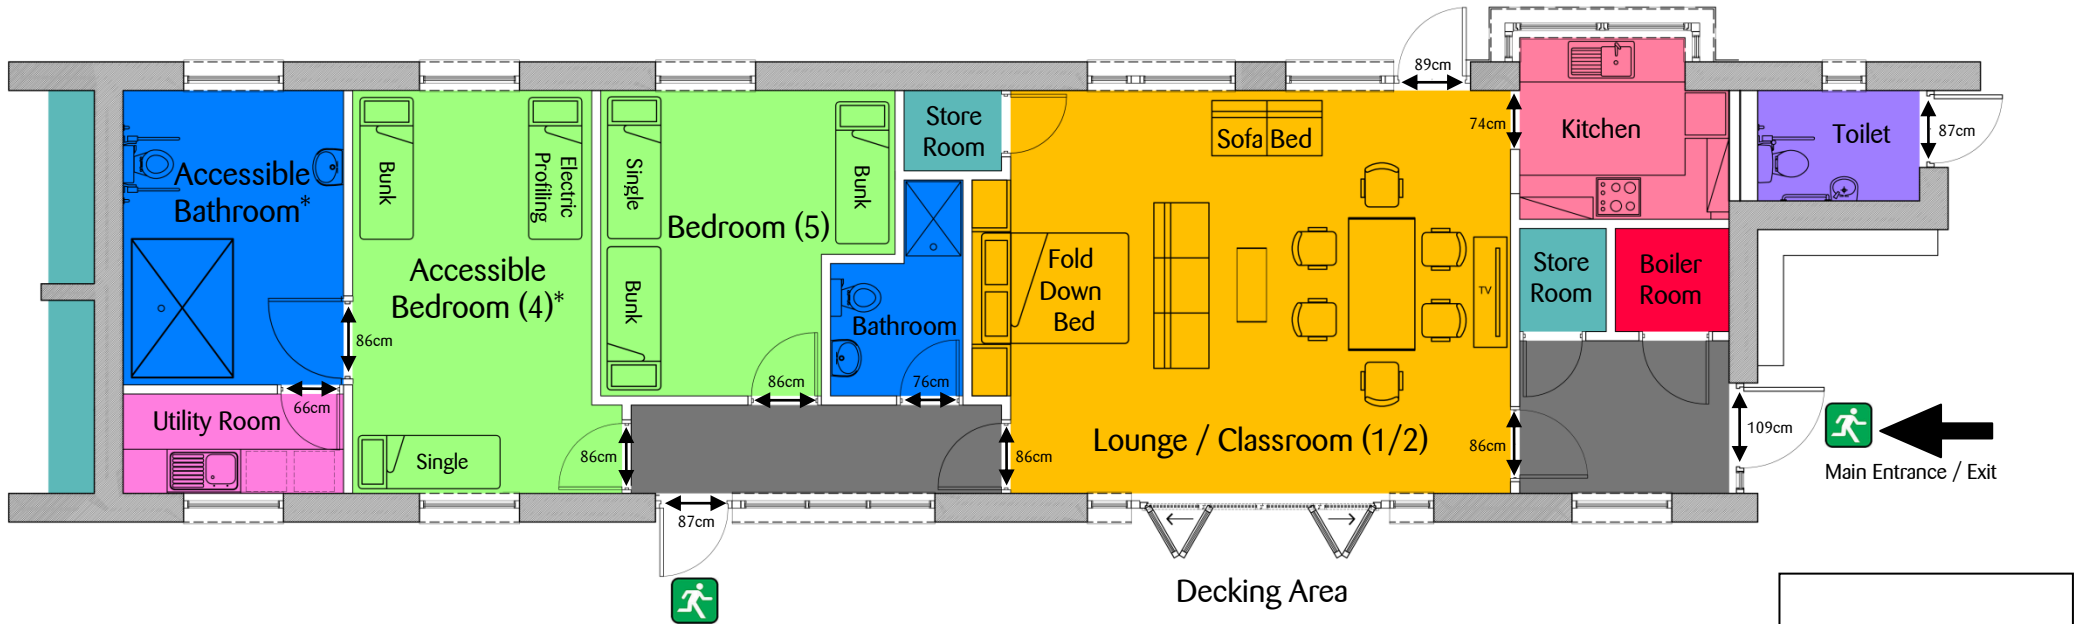 89cm
Store
Room
74cm
Sofa Bed
Kitchen
Toilet
87cm
Accessible
Bathroom*
Bunk
Electric
Profiling
Single
Bunk
Bedroom (5)
Accessible
Bedroom (4)*
Bunk
Fold
Down
Bed
TV
Store
Room
Boiler
Room
Bathroom
86cm
86cm
76cm
66cm
Utility Room
Single
86cm
86cm
Lounge / Classroom (1/2)
86cm
109cm
Main Entrance / Exit
87cm
Decking Area